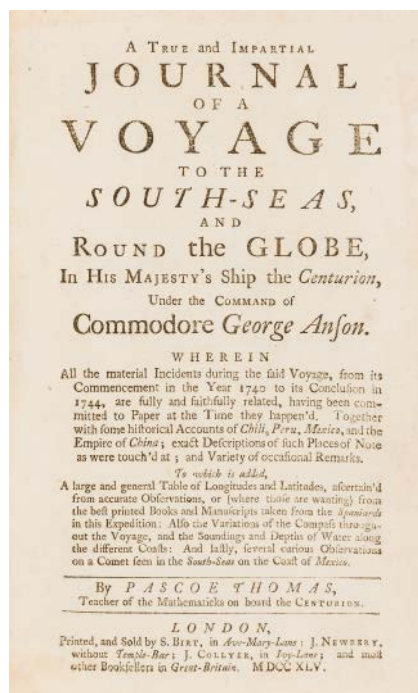 A TRUE and IMPARTIAL
JOURNAL
OF A
VOYAGE
TO THE
SOUTH-SEAS,
AND
ROUND the GLOBE,
In HIS MAJESTY's Ship the Centurion,
Under the COMMAND of
Commodore George Anſon.
WHEREIN
All the material Incidents during the ſaid Voyage, from its
Commencement in the Year 1740 to its Concluſion in
1744, are fully and faithfully related, having been com-
mitted to Paper at the Time they happen'd. Together
with ſome hiſtorical Accounts of Chili, Peru, Mexico, and the
Empire of China; exact Deſcriptions of ſuch Places of Note
as were touch'd at; and Variety of occaſional Remarks.
To which is added,
A large and general Table of Longitudes and Latitudes, aſcertain'd
from accurate Obſervations, or (where thoſe are wanting) from
the beſt printed Books and Manuſcripts taken from the Spaniards
in this Expedition: Alſo the Variations of the Compaſs through-
out the Voyage, and the Soundings and Depths of Water along
the different Coaſts: And laſtly, ſeveral curious Obſervations
on a Comet ſeen in the South-Seas on the Coaſt of Mexico.
By PASCOE THOMAS,
Teacher of the Mathematicks on board the CENTURION.
LONDON,
Printed, and Sold by S. BIRT, in Ave-Mary-Lane: J. NEWBERY,
without Temple-Bar; J. COLLYER, in Ivy-Lane; and moſt
other Bookſellers in Great-Britain. M DCC XLV.